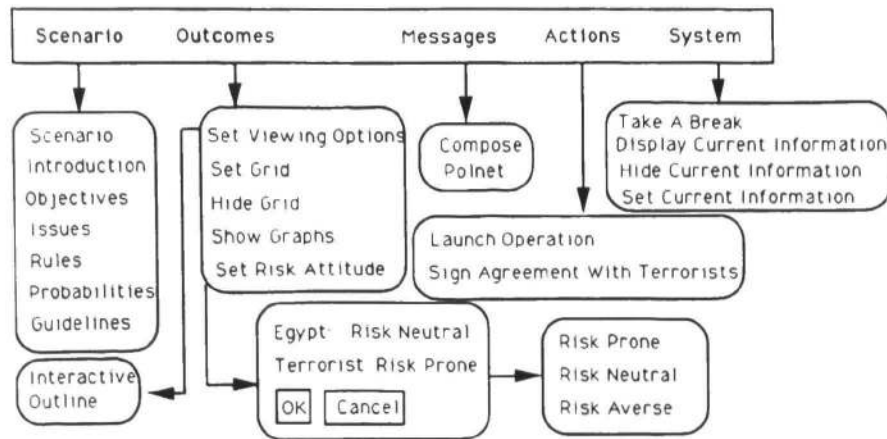 Scenario Outcomes Messages Actions System
Scenario
Introduction
Objectives
Issues
Rules
Probabilities
Guidelines
Interactive
Outline
Set Viewing Options
Set Grid
Hide Grid
Show Graphs
Set Risk Attitude
Compose
Polnet
Launch Operation
Sign Agreement With Terrorists
Take A Break
Display Current Information
Hide Current Information
Set Current Information
Egypt Risk Neutral
Terrorist Risk Prone
OK Cancel
Risk Prone
Risk Neutral
Risk Averse